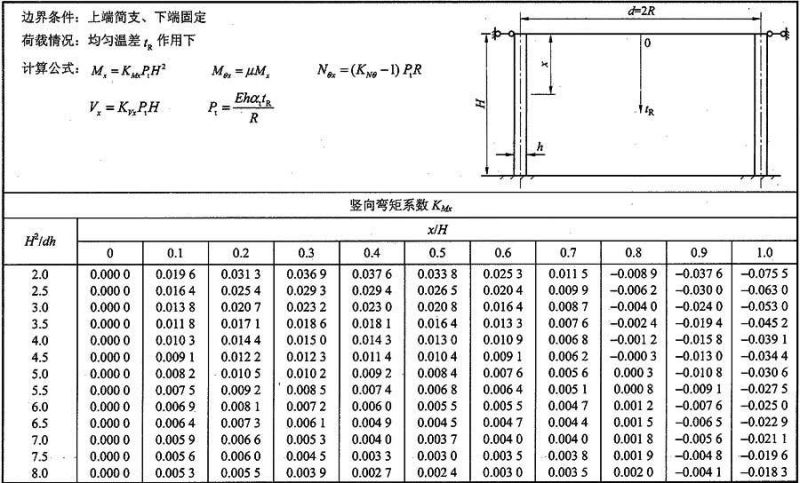 边界条件：上端简支、下端固定
荷载情况：均匀温差 tR 作用下
计算公式：Mx=KMxPtH² Mθx=μMx Nθx=(KNθ−1) PtR
Vx=KVxPtH Pt=EhαttR/R
d=2R
0
x
H
tR
h
竖向弯矩系数 KMx
H²/dh x/H
0 0.1 0.2 0.3 0.4 0.5 0.6 0.7 0.8 0.9 1.0
2.0 0.000 0 0.019 6 0.031 3 0.036 9 0.037 6 0.033 8 0.025 3 0.011 5 −0.008 9 −0.037 6 −0.075 5
2.5 0.000 0 0.016 4 0.025 4 0.029 3 0.029 4 0.026 5 0.020 4 0.009 9 −0.006 2 −0.030 0 −0.063 0
3.0 0.000 0 0.013 8 0.020 7 0.023 2 0.023 0 0.020 8 0.016 4 0.008 7 −0.004 0 −0.024 0 −0.053 0
3.5 0.000 0 0.011 8 0.017 1 0.018 6 0.018 1 0.016 4 0.013 3 0.007 6 −0.002 4 −0.019 4 −0.045 2
4.0 0.000 0 0.010 3 0.014 4 0.015 0 0.014 3 0.013 0 0.010 9 0.006 8 −0.001 2 −0.015 8 −0.039 1
4.5 0.000 0 0.009 1 0.012 2 0.012 3 0.011 4 0.010 4 0.009 1 0.006 2 −0.000 3 −0.013 0 −0.034 4
5.0 0.000 0 0.008 2 0.010 5 0.010 2 0.009 2 0.008 4 0.007 6 0.005 6 0.000 3 −0.010 8 −0.030 6
5.5 0.000 0 0.007 5 0.009 2 0.008 5 0.007 4 0.006 8 0.006 4 0.005 1 0.000 8 −0.009 1 −0.027 5
6.0 0.000 0 0.006 9 0.008 1 0.007 2 0.006 0 0.005 5 0.005 5 0.004 7 0.001 2 −0.007 6 −0.025 0
6.5 0.000 0 0.006 4 0.007 3 0.006 1 0.004 9 0.004 5 0.004 7 0.004 4 0.001 5 −0.006 5 −0.022 9
7.0 0.000 0 0.005 9 0.006 6 0.005 3 0.004 0 0.003 7 0.004 0 0.004 0 0.001 8 −0.005 6 −0.021 1
7.5 0.000 0 0.005 6 0.006 0 0.004 5 0.003 3 0.003 0 0.003 5 0.003 8 0.001 9 −0.004 8 −0.019 6
8.0 0.000 0 0.005 3 0.005 5 0.003 9 0.002 7 0.002 4 0.003 0 0.003 5 0.002 0 −0.004 1 −0.018 3